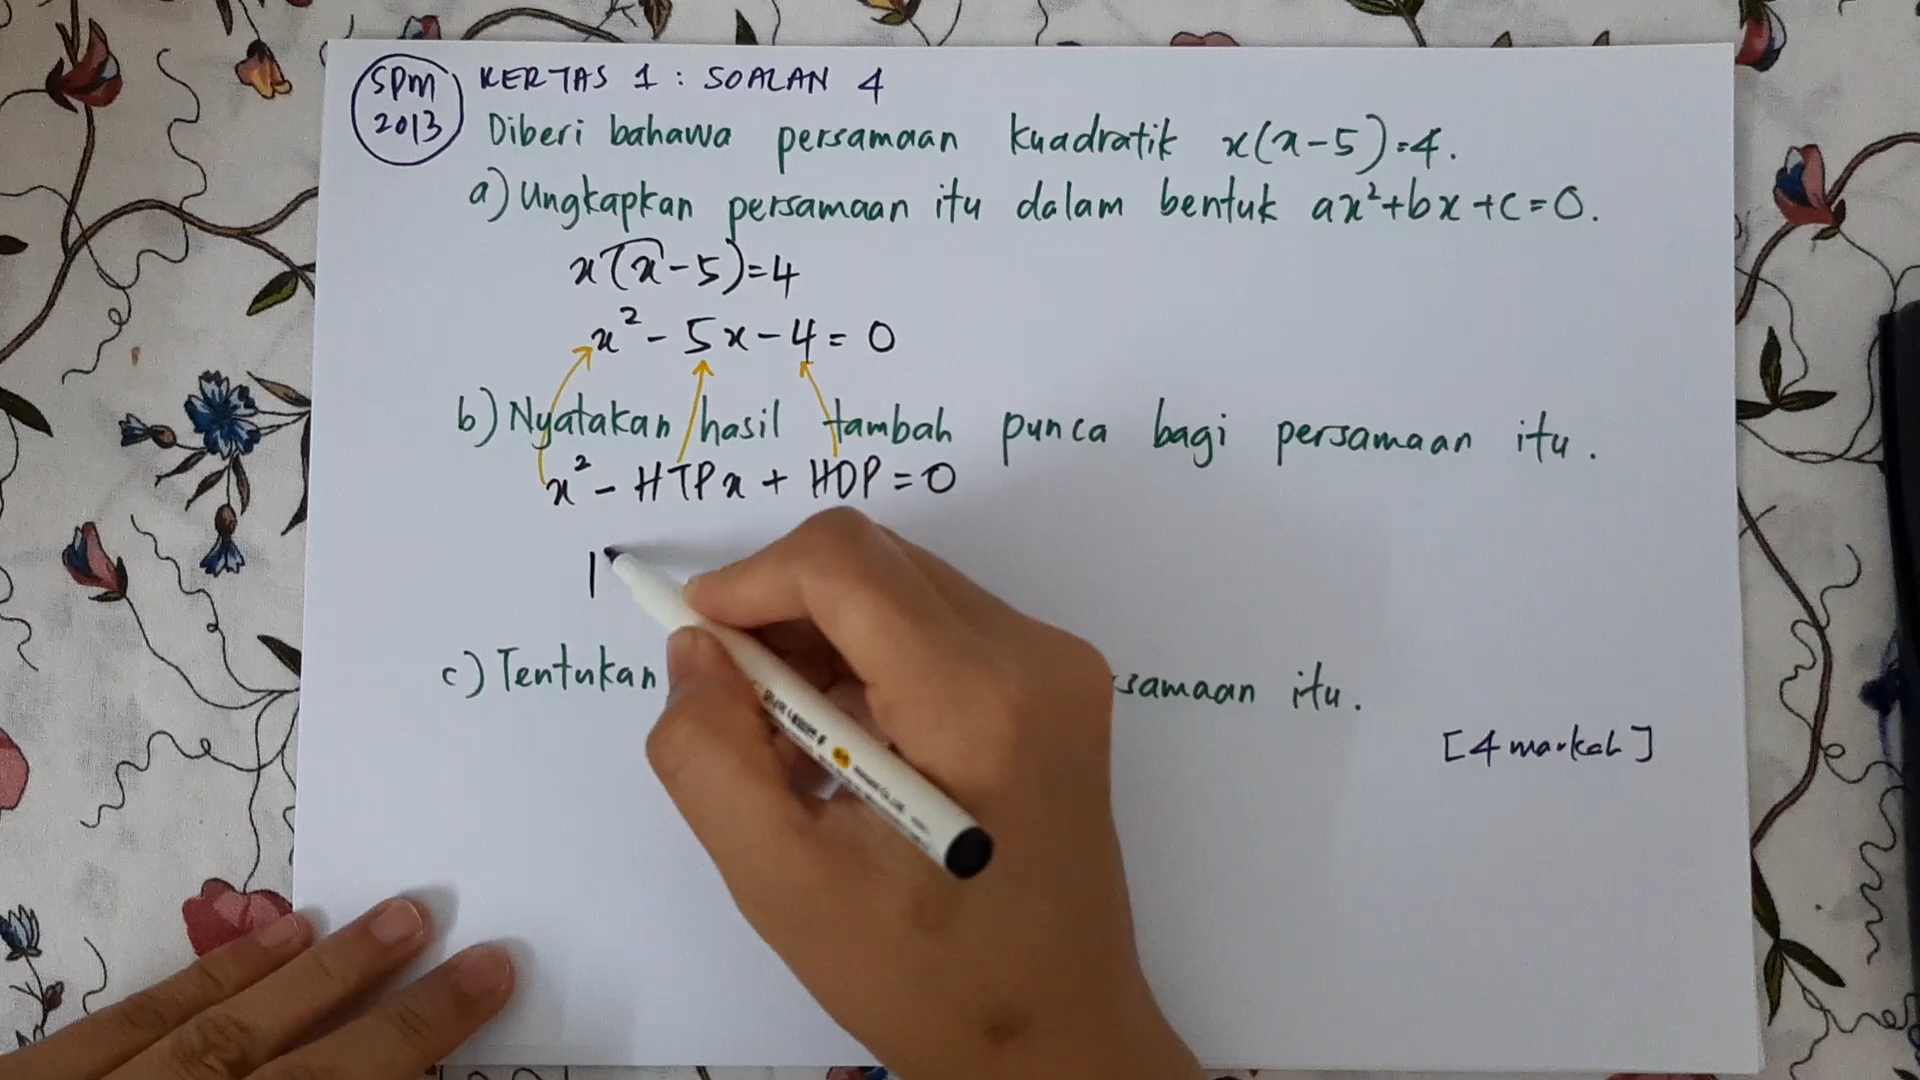 SPM 2013
KERTAS 1 : SOALAN 4
Diberi bahawa persamaan kuadratik x(x-5)=4.
a) Ungkapkan persamaan itu dalam bentuk ax²+bx+c=0.
x(x-5)=4
x² - 5x - 4 = 0
b) Nyatakan hasil tambah punca bagi persamaan itu.
x² - HTPx + HDP = 0
c) Tentukan samaan itu.
[4 markah]